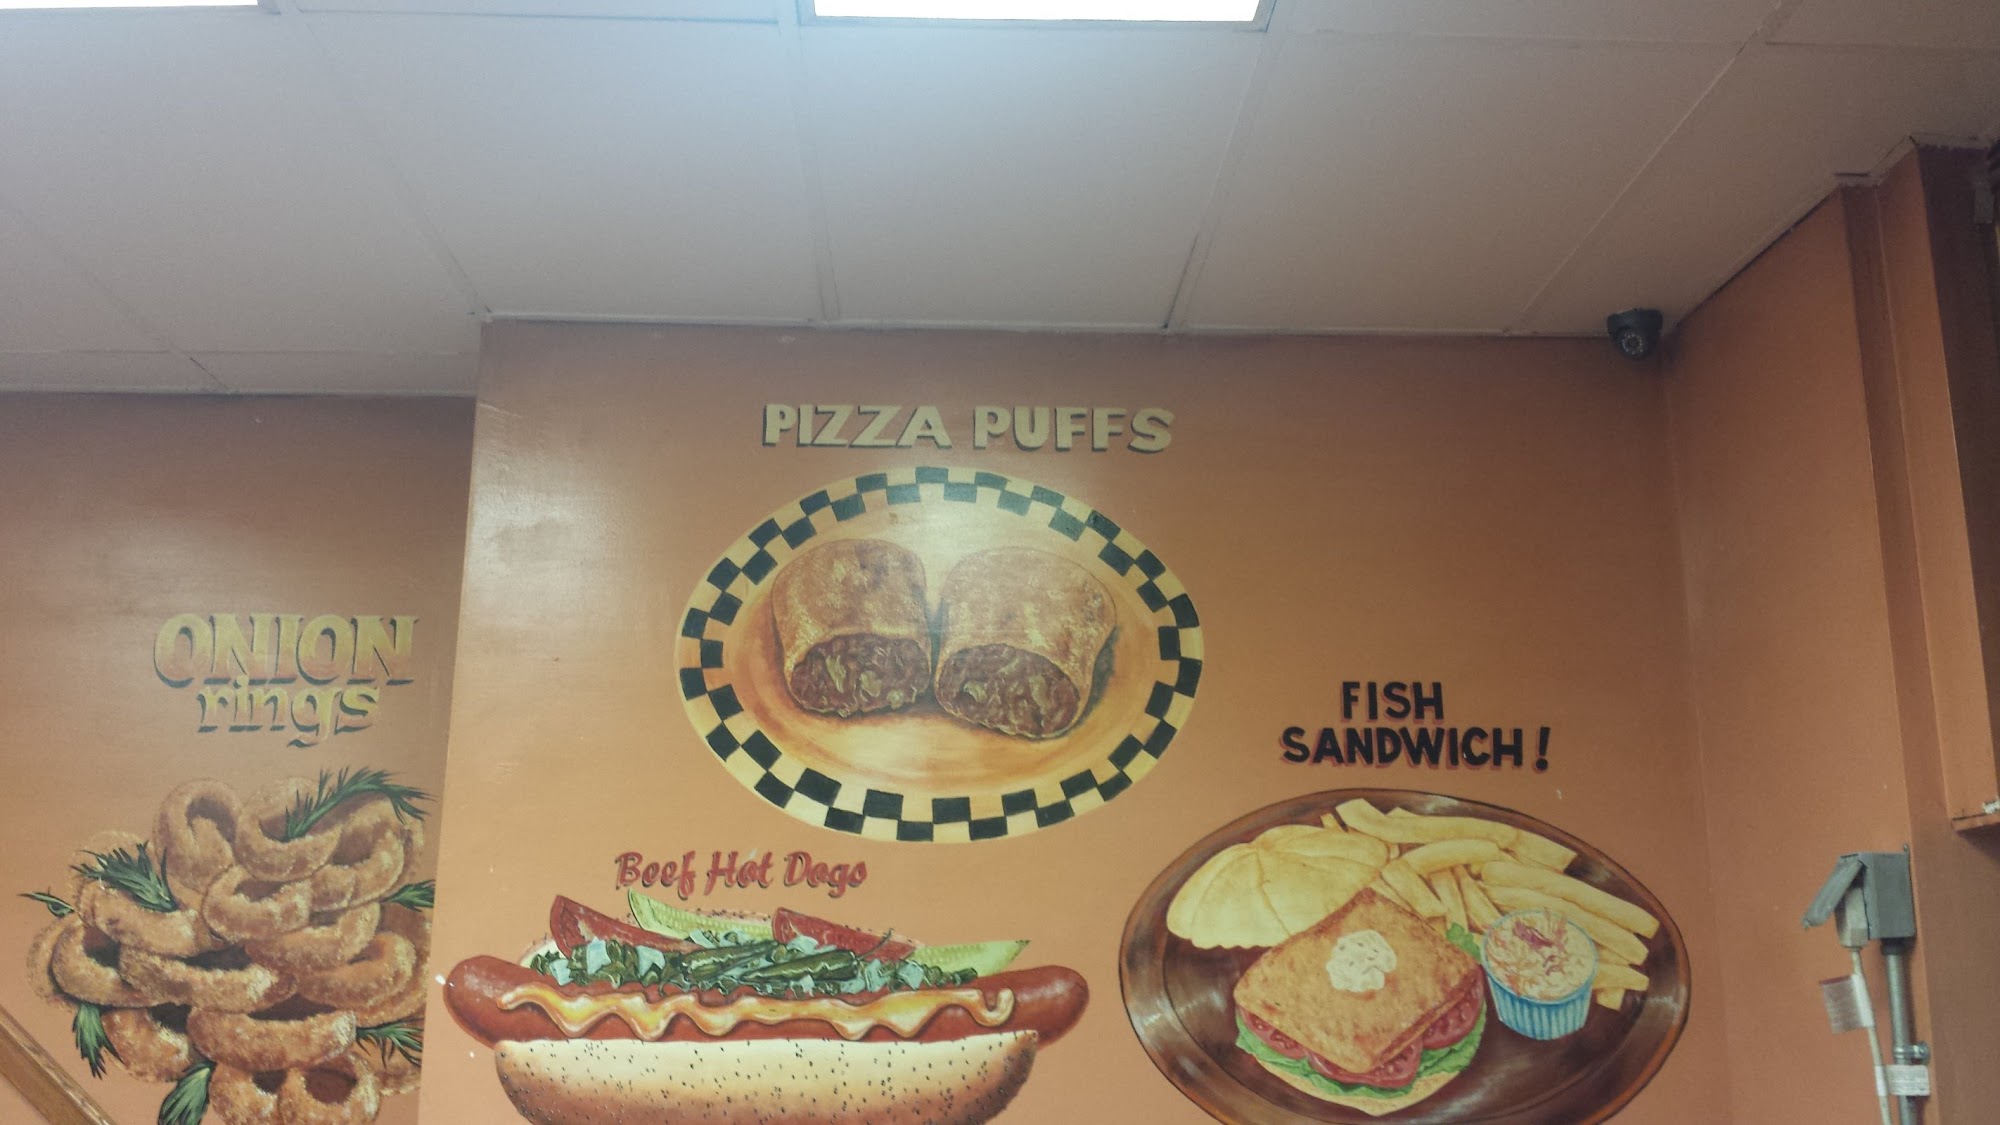 PIZZA PUFFS
ONION
rings
FISH
SANDWICH!
Beef Hot Dogs